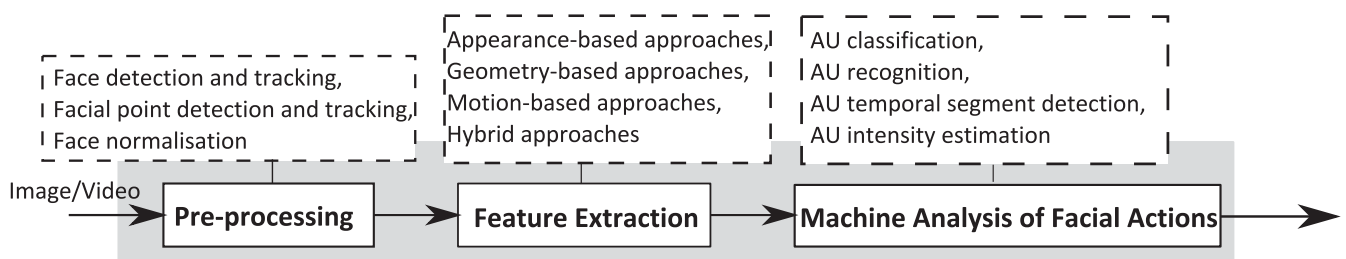 Face detection and tracking,
Facial point detection and tracking,
Face normalisation
Appearance-based approaches,
Geometry-based approaches,
Motion-based approaches,
Hybrid approaches
AU classification,
AU recognition,
AU temporal segment detection,
AU intensity estimation
Image/Video
Pre-processing
Feature Extraction
Machine Analysis of Facial Actions